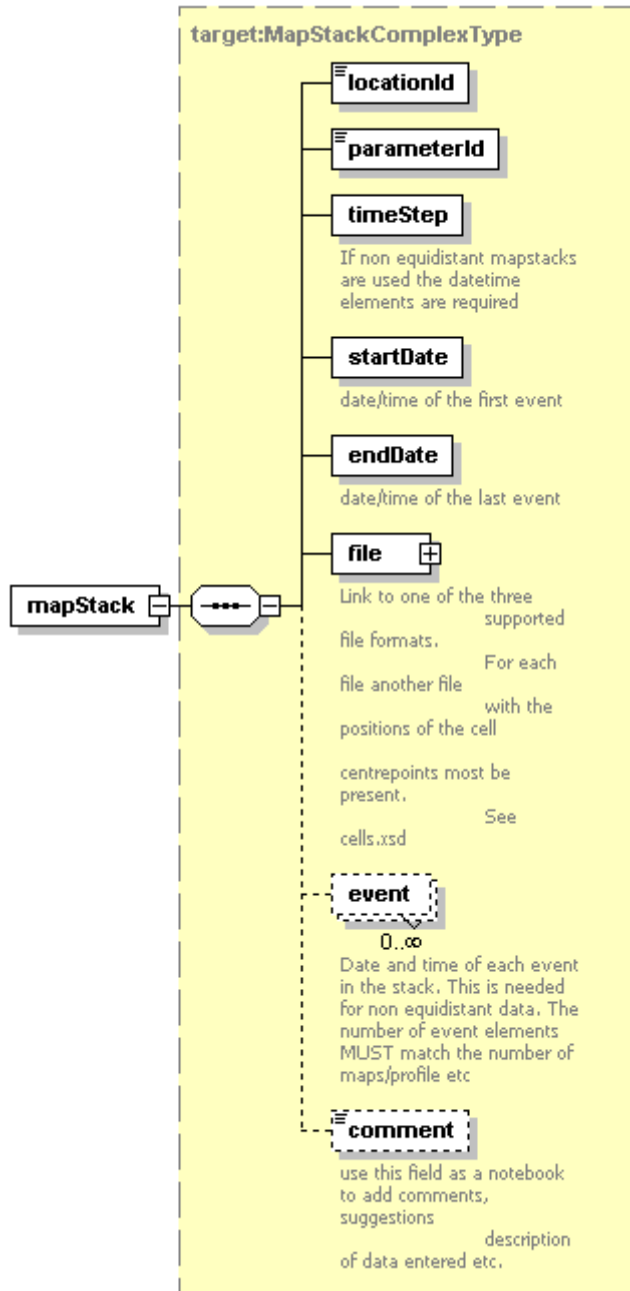 target:MapStackComplexType
locationId
parameterId
timeStep
If non equidistant mapstacks
are used the datetime
elements are required
startDate
date/time of the first event
endDate
date/time of the last event
file
mapStack
Link to one of the three
supported
file formats.
For each
file another file
with the
positions of the cell
centrepoints most be
present.
See
cells.xsd
event
0..∞
Date and time of each event
in the stack. This is needed
for non equidistant data. The
number of event elements
MUST match the number of
maps/profile etc
comment
use this field as a notebook
to add comments,
suggestions
description
of data entered etc.